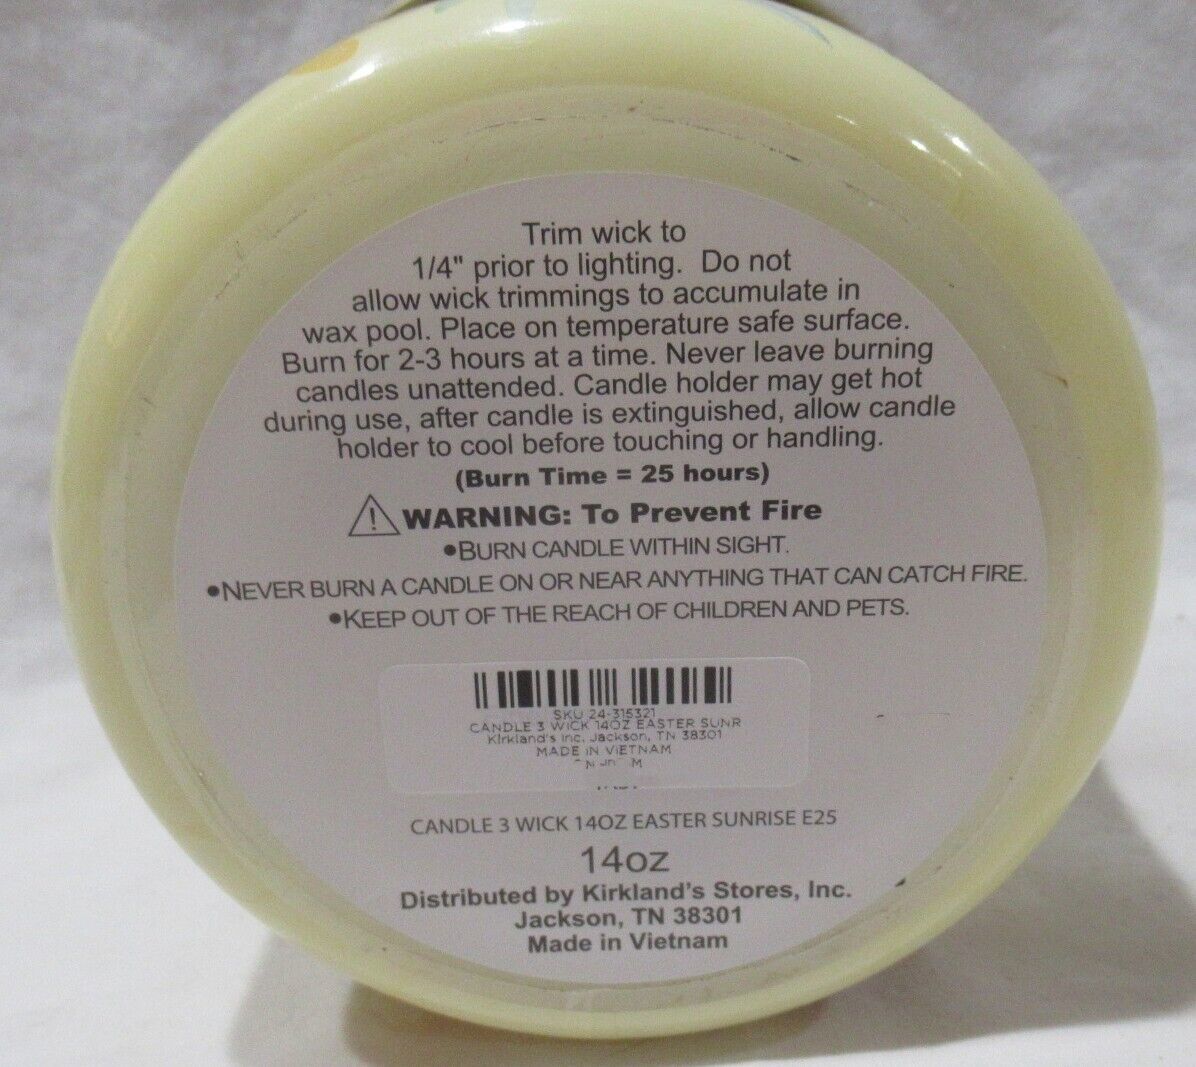 Trim wick to
1/4" prior to lighting. Do not
allow wick trimmings to accumulate in
wax pool. Place on temperature safe surface.
Burn for 2-3 hours at a time. Never leave burning
candles unattended. Candle holder may get hot
during use, after candle is extinguished, allow candle
holder to cool before touching or handling.
(Burn Time = 25 hours)
WARNING: To Prevent Fire
•BURN CANDLE WITHIN SIGHT.
•NEVER BURN A CANDLE ON OR NEAR ANYTHING THAT CAN CATCH FIRE.
•KEEP OUT OF THE REACH OF CHILDREN AND PETS.
SKU 24-315321
CANDLE 3 WICK 14OZ EASTER SUNR
Kirkland's Inc. Jackson, TN 38301
MADE IN VIETNAM
CANDLE 3 WICK 14OZ EASTER SUNRISE E25
14oz
Distributed by Kirkland's Stores, Inc.
Jackson, TN 38301
Made in Vietnam